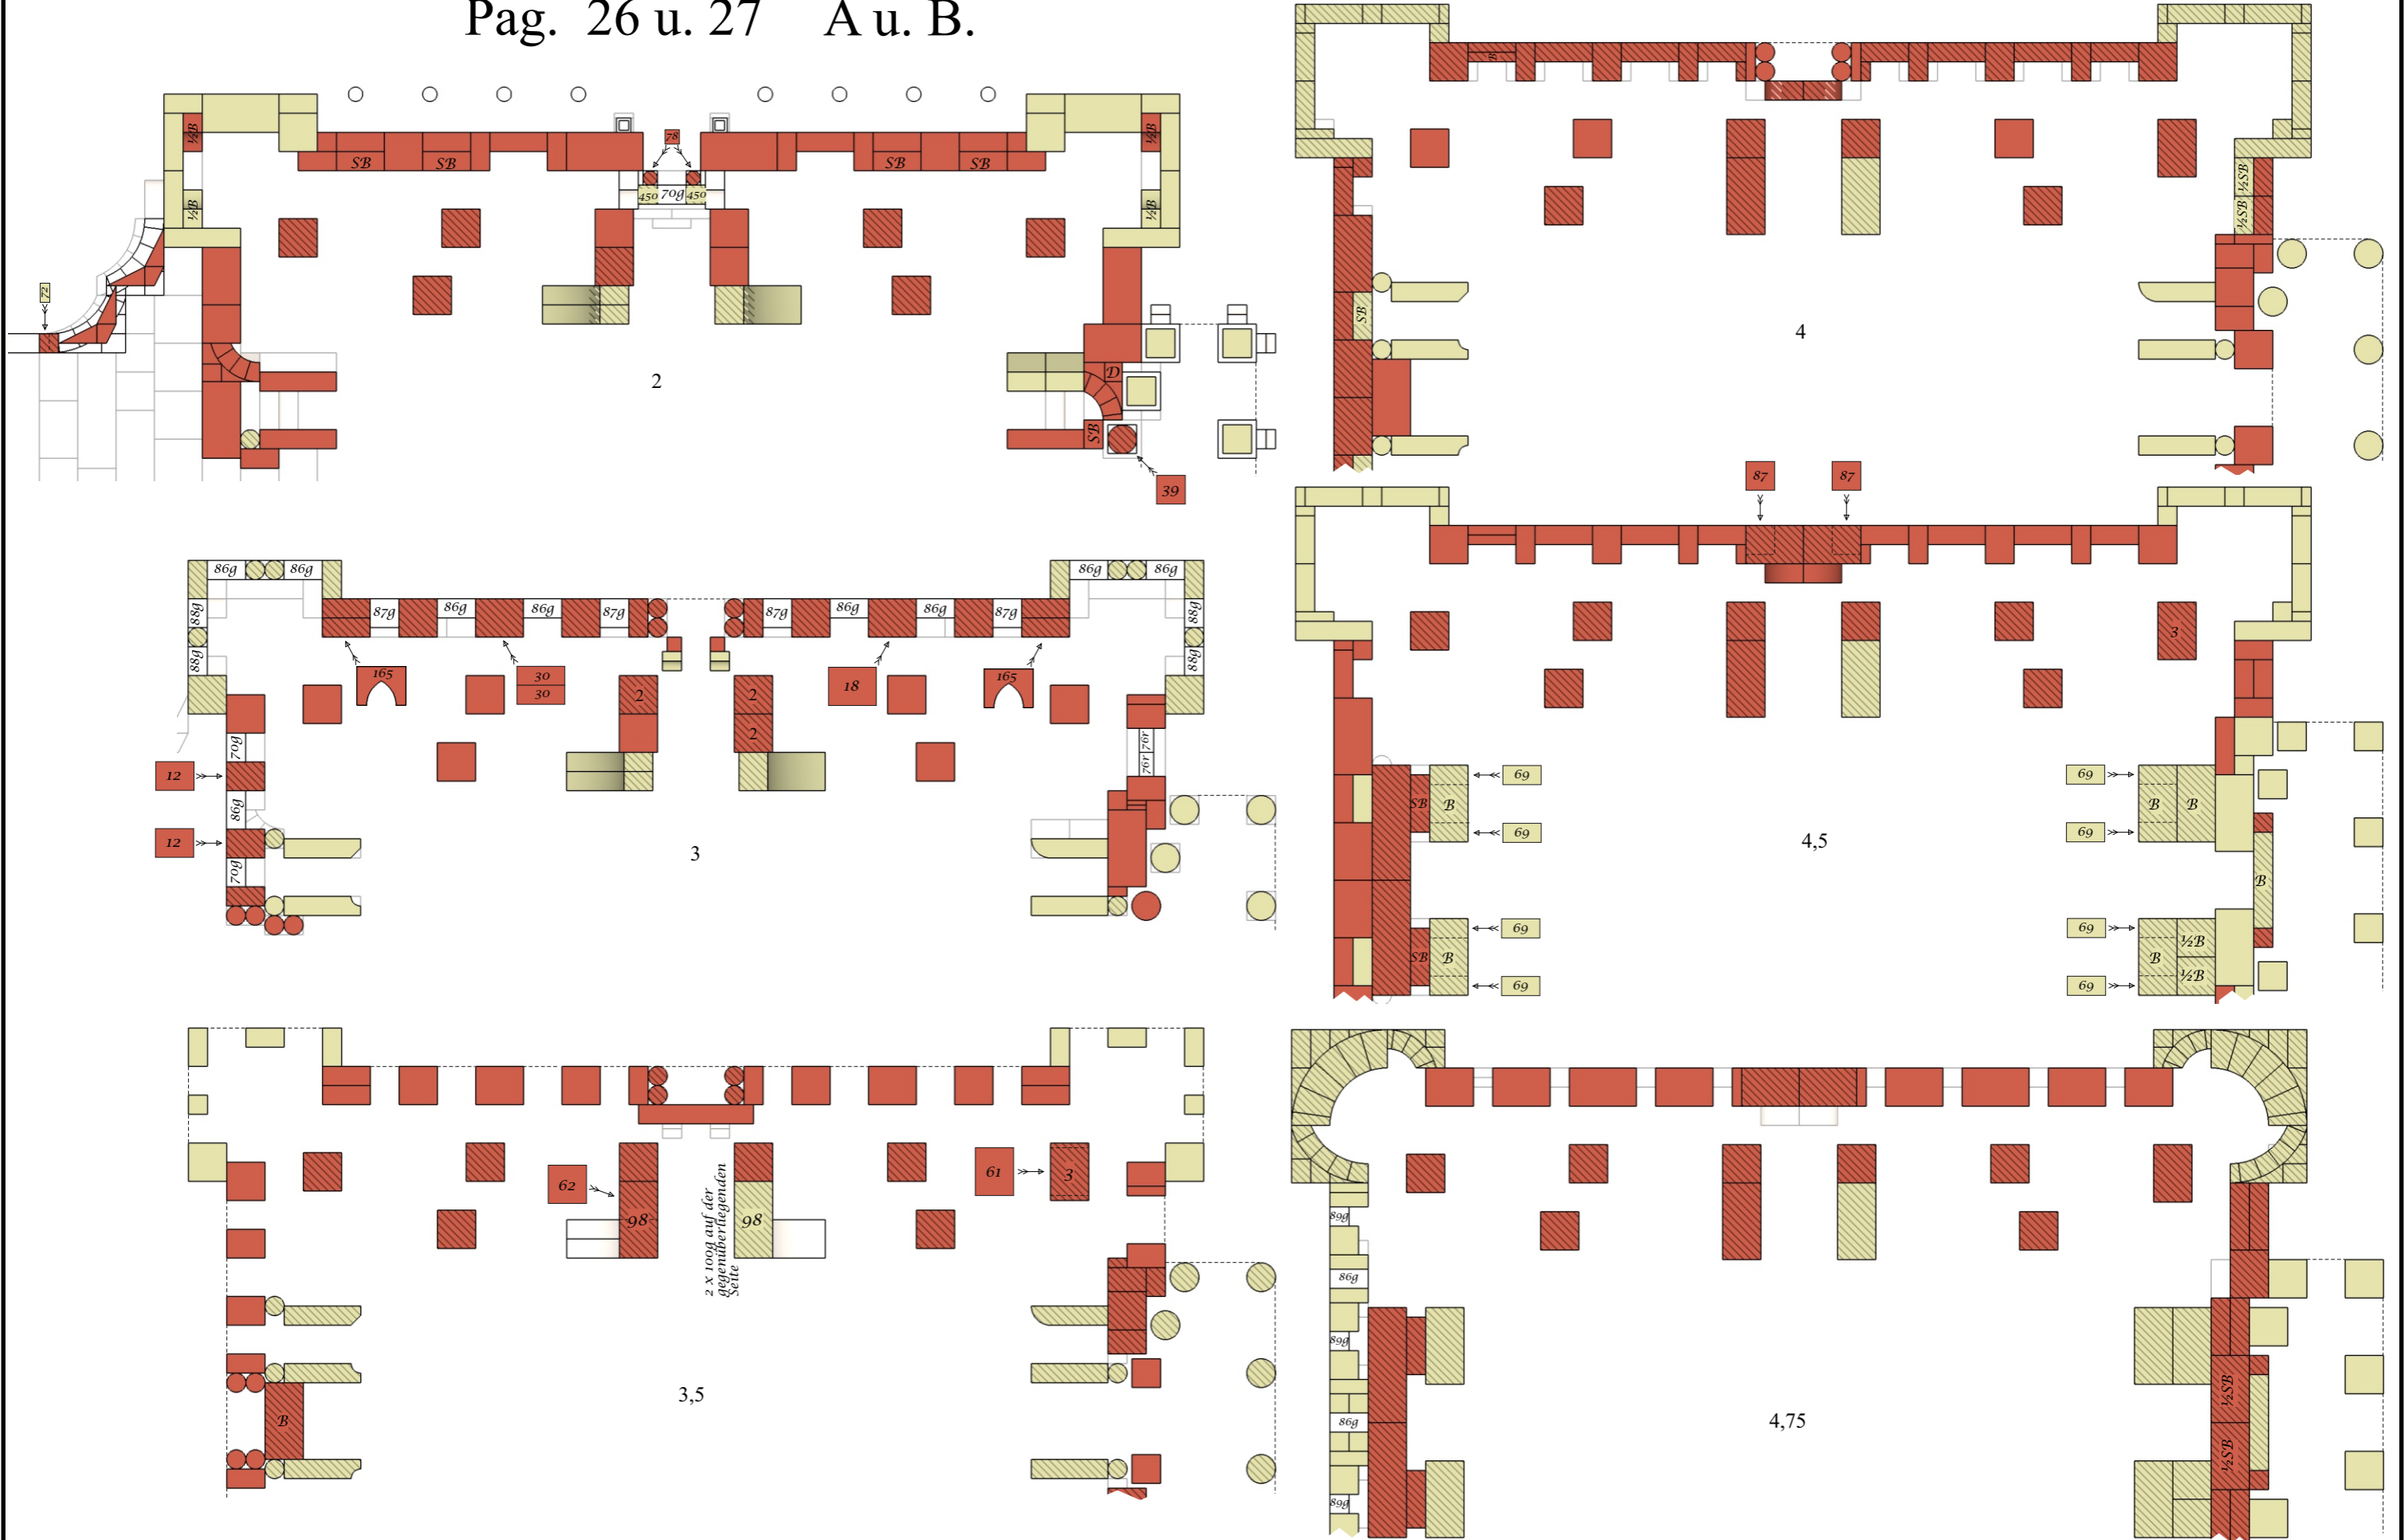 Pag. 26 u. 27 A u. B.
½B
½B
SB
SB
78
SB
SB
½B
½B
450 70g 450
72
2
D
SB
39
86g 86g
86g 86g
88g
88g
87g 86g 86g 87g
87g 86g 86g 87g
88g
88g
165
30
30
18
165
2
2
2
70g
12
86g
12
70g
76r
76r
3
62
98
98
2 x 100g auf der
gegenüberliegenden
Seite
61
3
B
3,5
B
½SB
½SB
SB
4
87
87
3
69
SB B
69
69
B B
69
4,5
B
69
SB B
69
69
B ½B
½B
69
89g
86g
89g
86g
89g
4,75
½SB
½SB